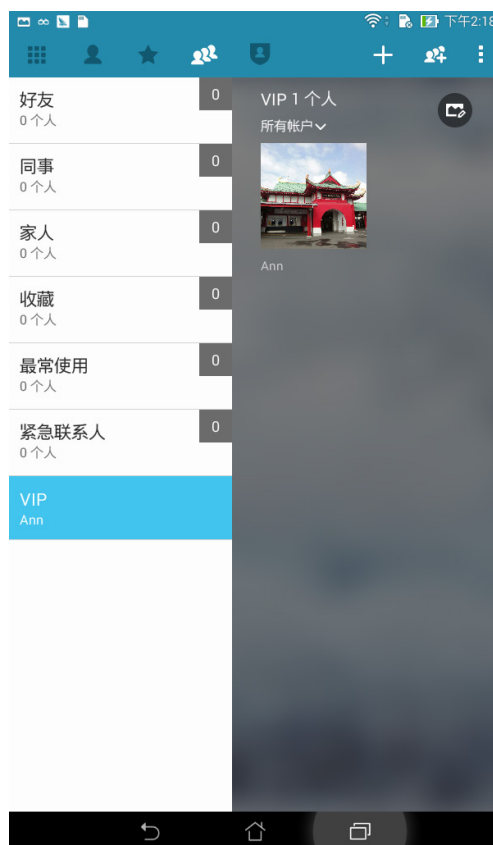 下午2:18
好友
0
0个人
同事
0
0个人
家人
0
0个人
收藏
0
0个人
最常使用
0
0个人
紧急联系人
0
0个人
VIP
Ann
VIP 1 个人
所有帐户
Ann